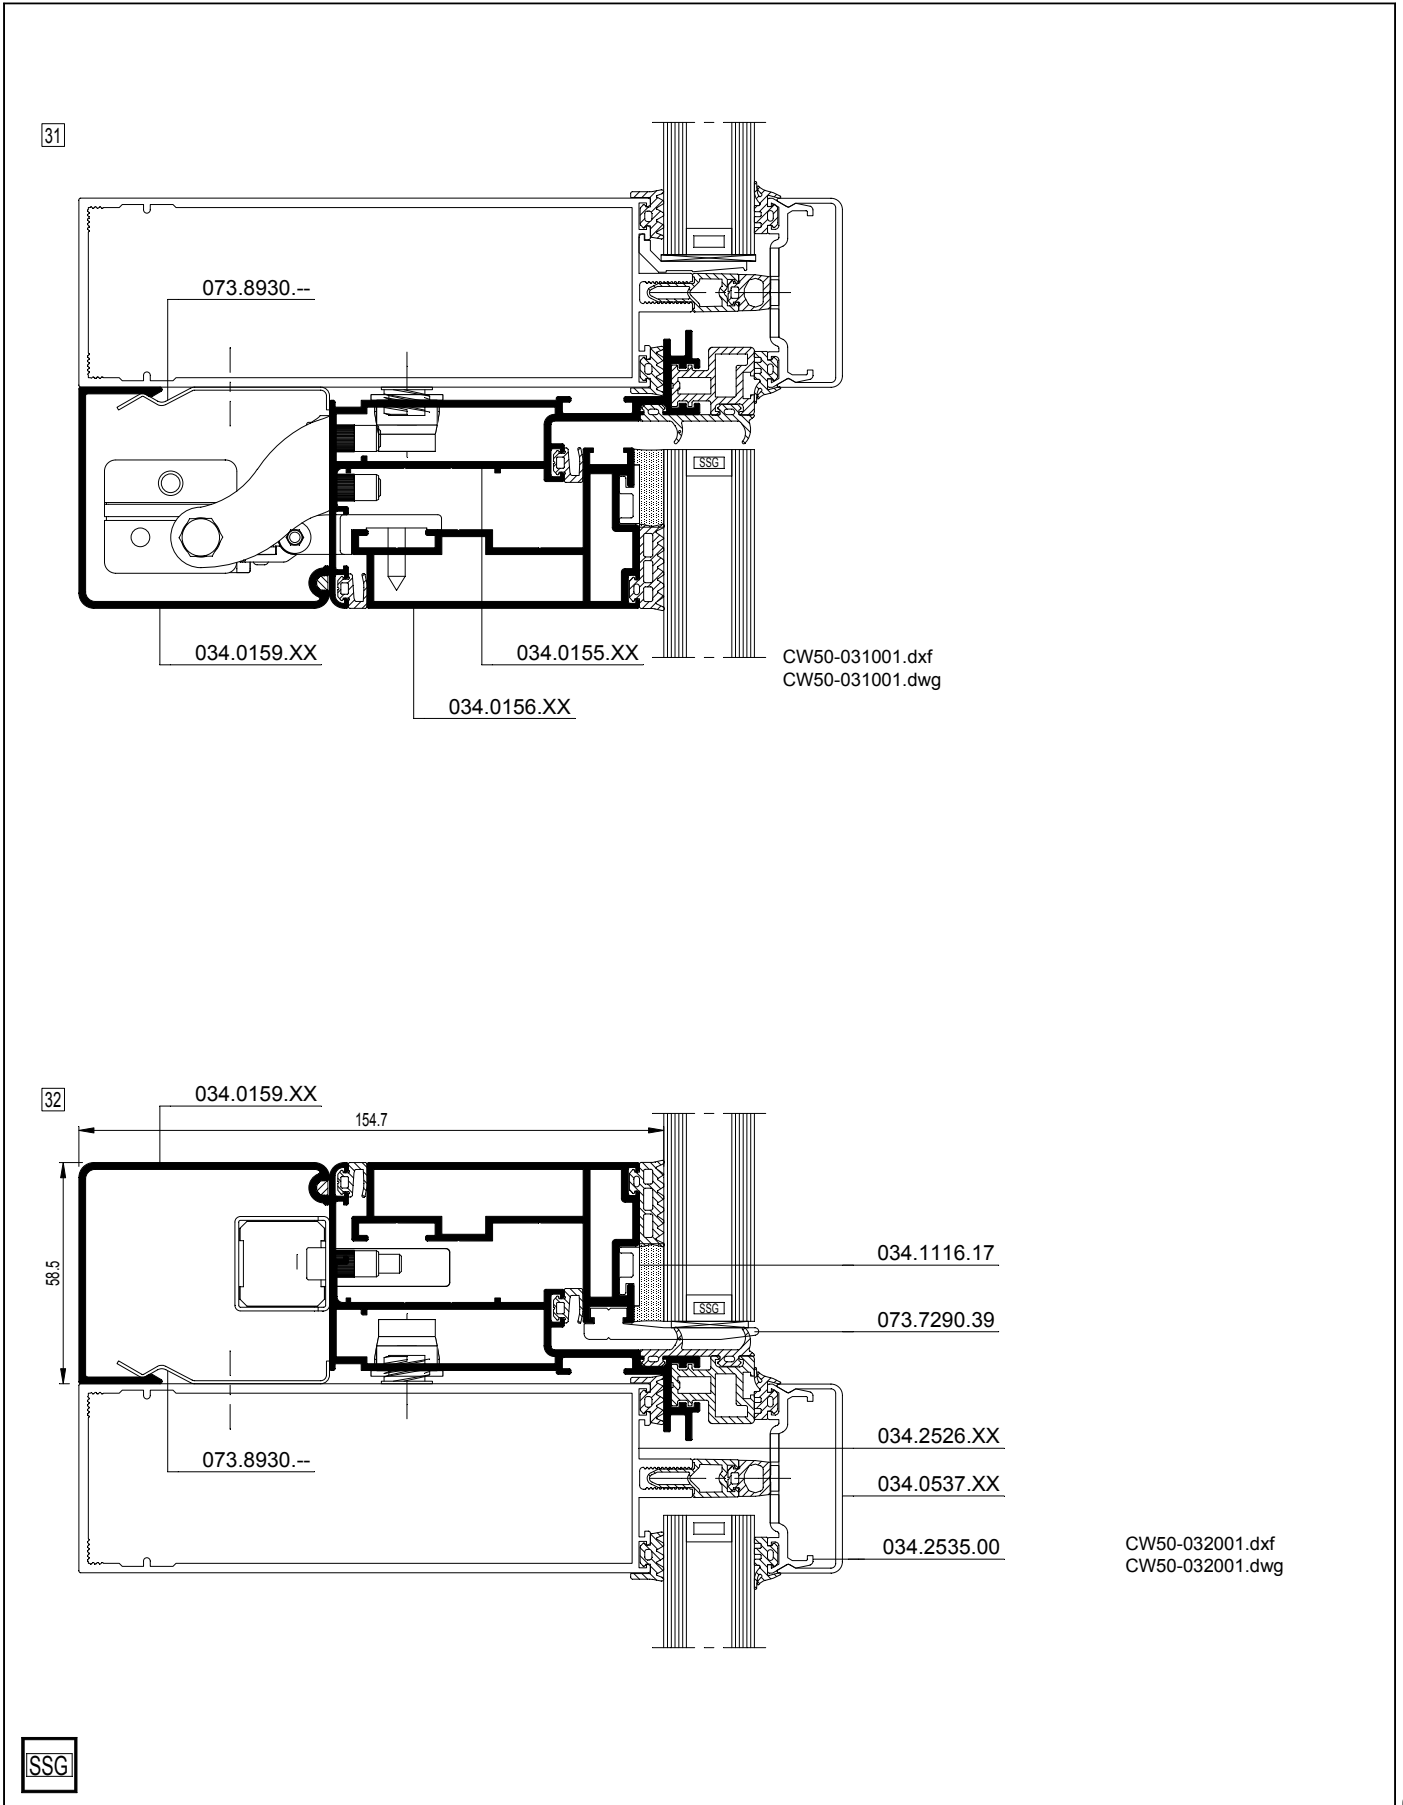 31
073.8930.--
SSG
034.0159.XX
034.0155.XX
034.0156.XX
CW50-031001.dxf
CW50-031001.dwg
32
034.0159.XX
154.7
58.5
034.1116.17
SSG
073.7290.39
034.2526.XX
073.8930.--
034.0537.XX
034.2535.00
CW50-032001.dxf
CW50-032001.dwg
SSG